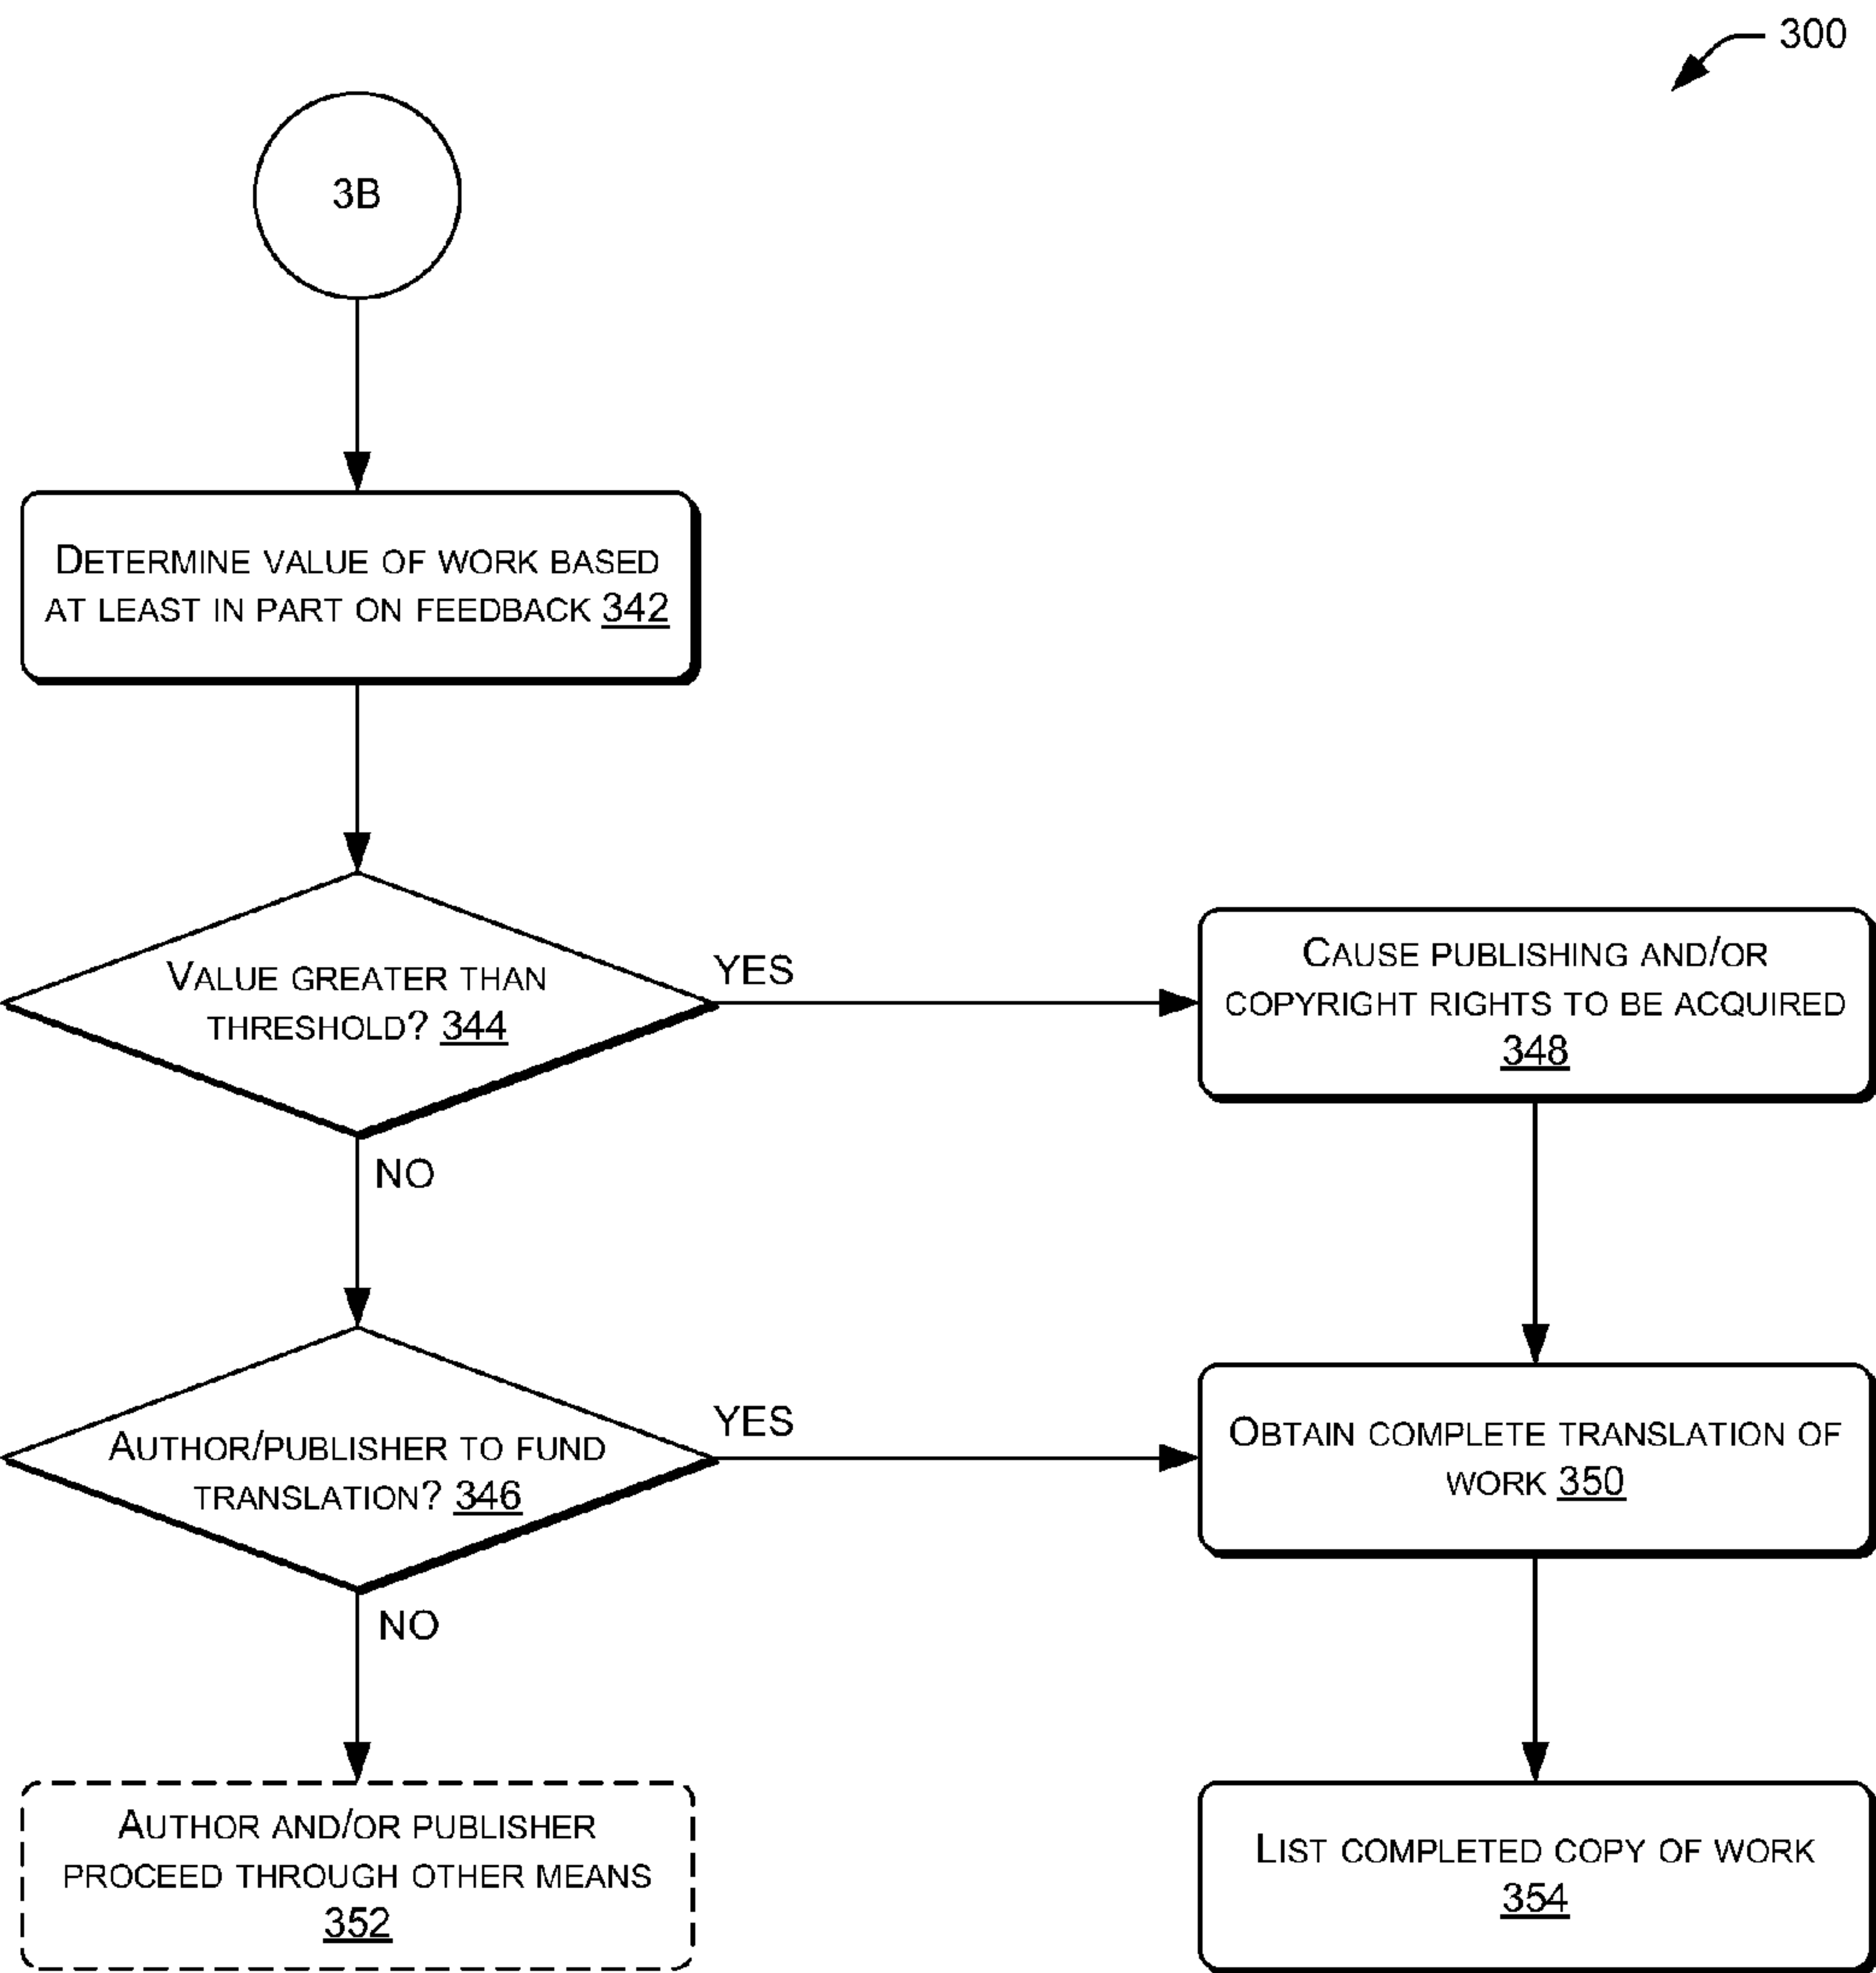 300
3B
DETERMINE VALUE OF WORK BASED
AT LEAST IN PART ON FEEDBACK 342
VALUE GREATER THAN
THRESHOLD? 344
YES
NO
CAUSE PUBLISHING AND/OR
COPYRIGHT RIGHTS TO BE ACQUIRED
348
AUTHOR/PUBLISHER TO FUND
TRANSLATION? 346
YES
NO
OBTAIN COMPLETE TRANSLATION OF
WORK 350
AUTHOR AND/OR PUBLISHER
PROCEED THROUGH OTHER MEANS
352
LIST COMPLETED COPY OF WORK
354